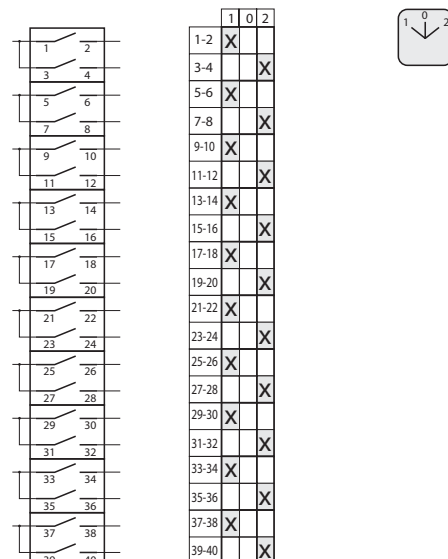 1 0 2
1 0 2
1 2
3 4
5 6
7 8
9 10
11 12
13 14
15 16
17 18
19 20
21 22
23 24
25 26
27 28
29 30
31 32
33 34
35 36
37 38
39 40
1-2 X
3-4 X
5-6 X
7-8 X
9-10 X
11-12 X
13-14 X
15-16 X
17-18 X
19-20 X
21-22 X
23-24 X
25-26 X
27-28 X
29-30 X
31-32 X
33-34 X
35-36 X
37-38 X
39-40 X